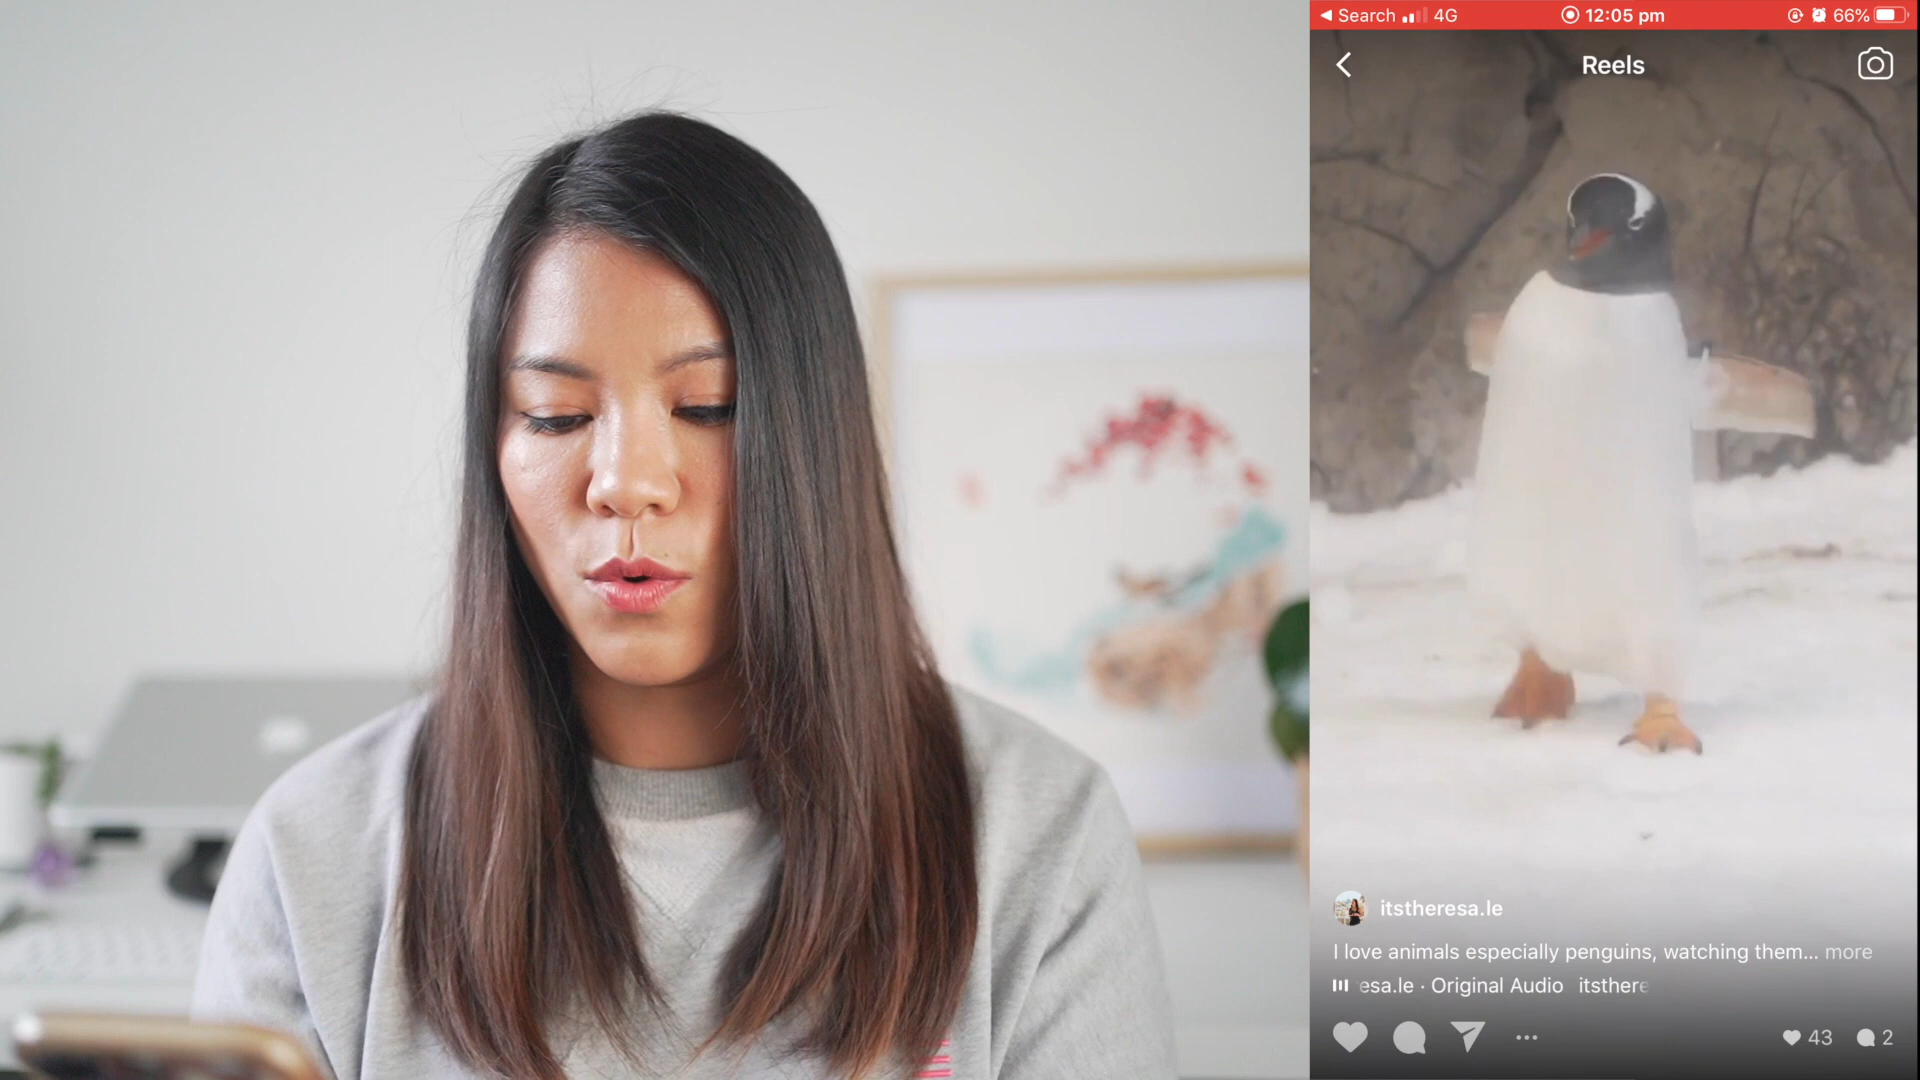 Search 4G 12:05 pm 66%
Reels
itstheresa.le
I love animals especially penguins, watching them... more
esa.le · Original Audio itsthere
43 2